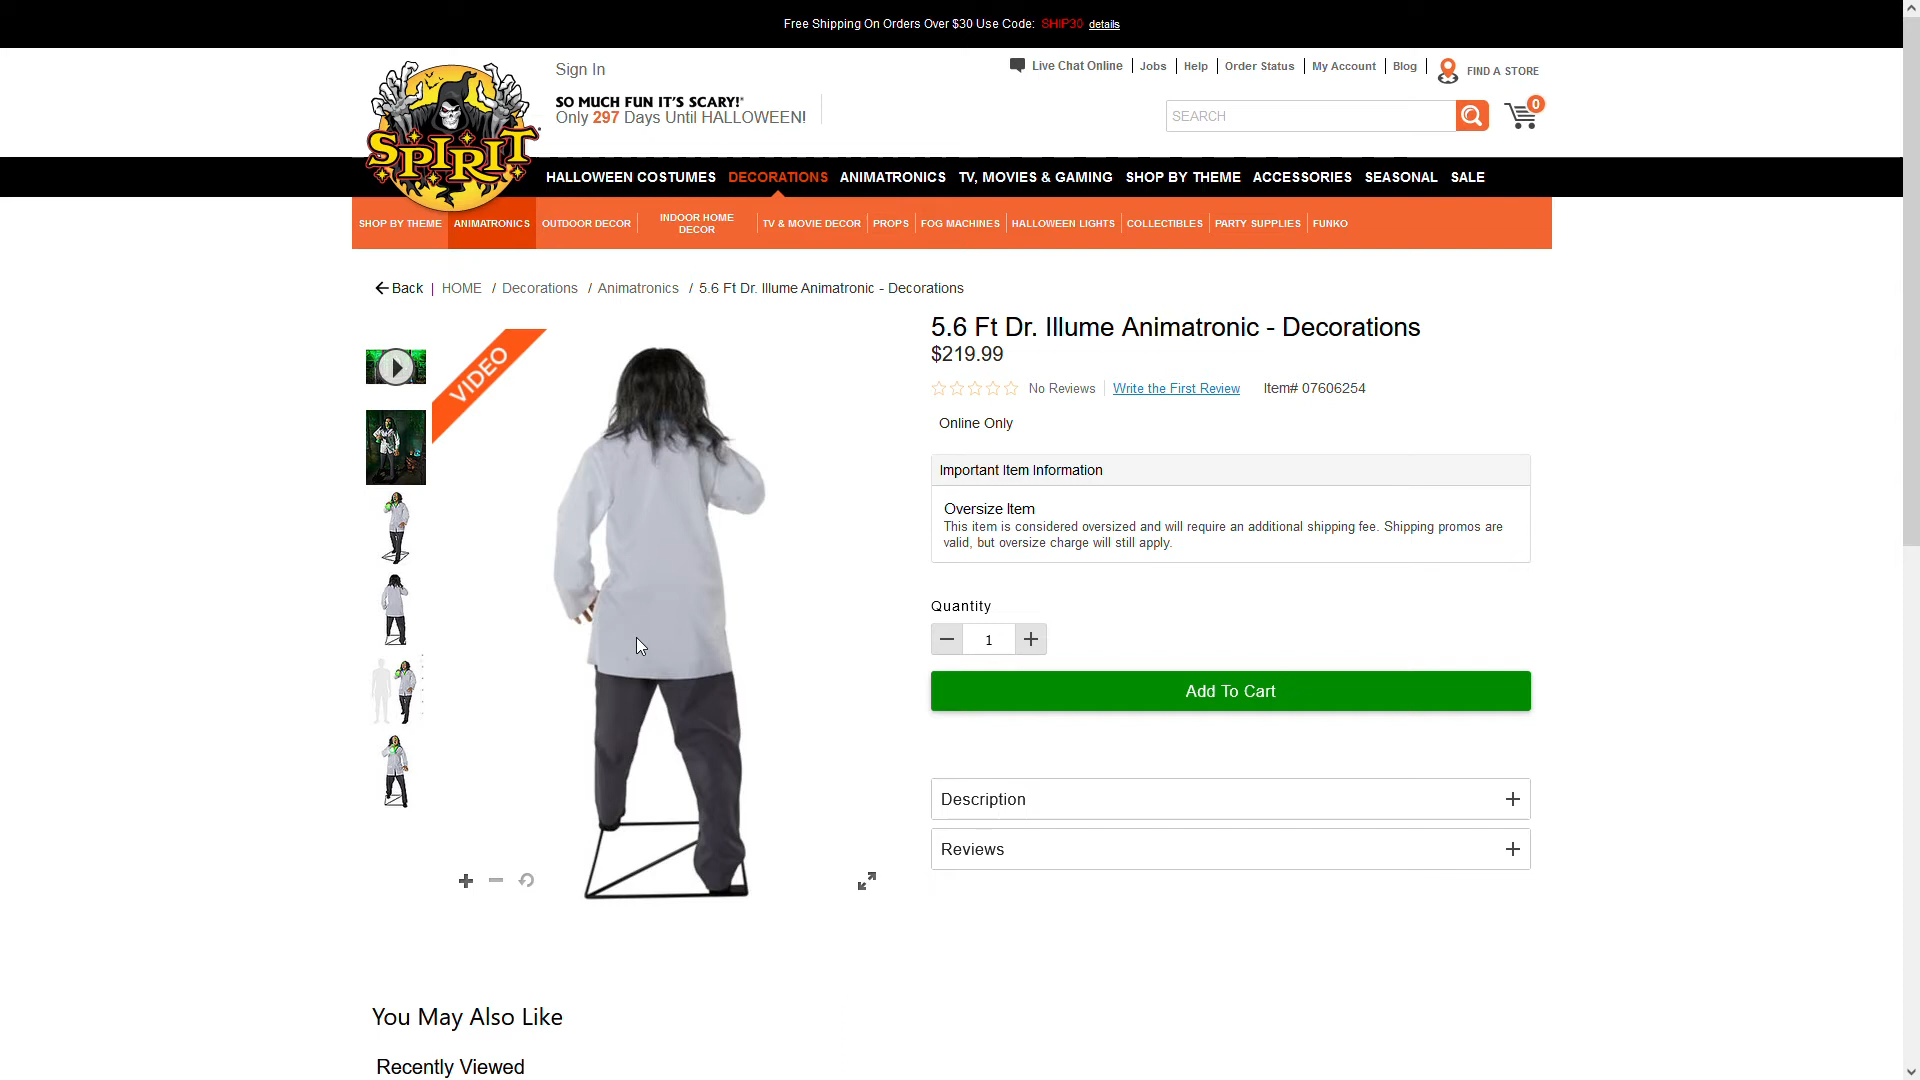 Free Shipping On Orders Over $30 Use Code: SHIP30 details
Sign In
Live Chat Online
Jobs
Help
Order Status
My Account
Blog
FIND A STORE
SPIRIT
SO MUCH FUN IT'S SCARY!
Only 297 Days Until HALLOWEEN!
SEARCH
0
HALLOWEEN COSTUMES
DECORATIONS
ANIMATRONICS
TV, MOVIES & GAMING
SHOP BY THEME
ACCESSORIES
SEASONAL
SALE
SHOP BY THEME
ANIMATRONICS
OUTDOOR DECOR
INDOOR HOME
DECOR
TV & MOVIE DECOR
PROPS
FOG MACHINES
HALLOWEEN LIGHTS
COLLECTIBLES
PARTY SUPPLIES
FUNKO
Back | HOME / Decorations / Animatronics / 5.6 Ft Dr. Illume Animatronic - Decorations
VIDEO
5.6 Ft Dr. Illume Animatronic - Decorations
$219.99
No Reviews
Write the First Review
Item# 07606254
Online Only
Important Item Information
Oversize Item
This item is considered oversized and will require an additional shipping fee. Shipping promos are
valid, but oversize charge will still apply.
Quantity
1
Add To Cart
Description
Reviews
You May Also Like
Recently Viewed